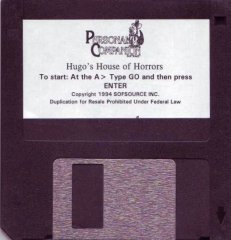 PERSONAL
COMPANION
Hugo's House of Horrors
To start: At the A> Type GO and then press
ENTER
Copyright 1994 SOFSOURCE INC.
Duplication for Resale Prohibited Under Federal Law